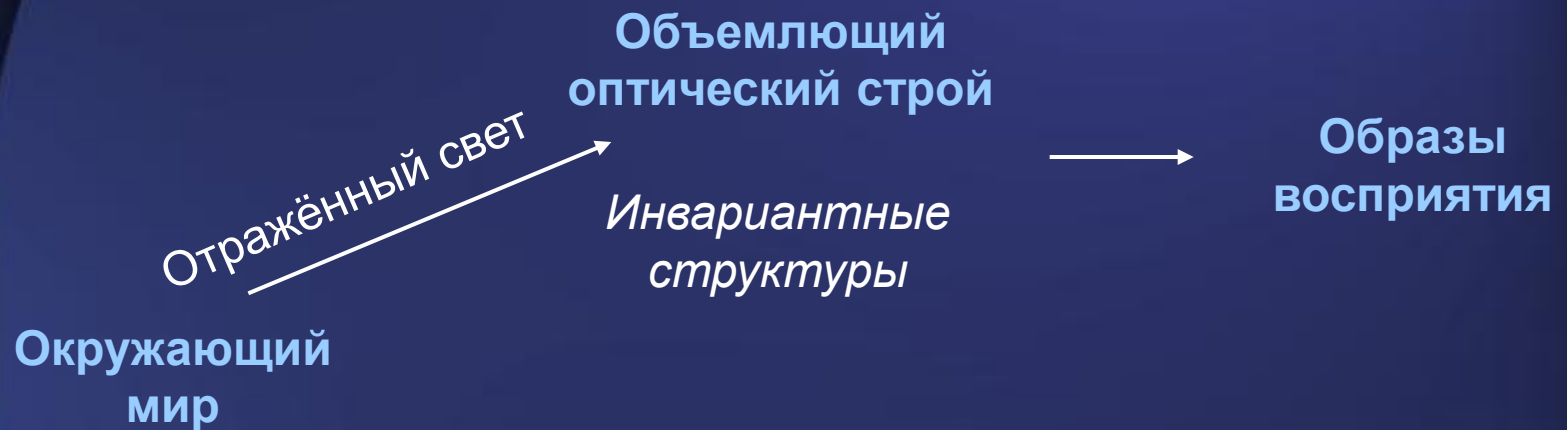 Объемлющий
оптический строй
Отражённый свет
Образы
восприятия
Инвариантные
структуры
Окружающий
мир